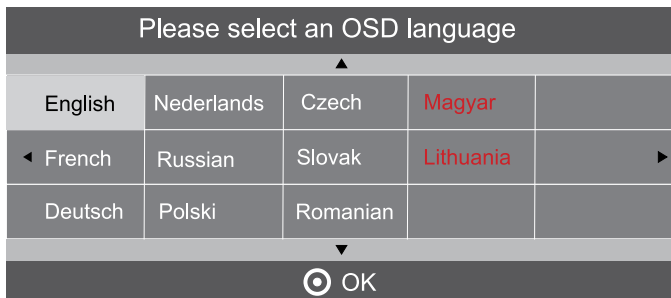 Please select an OSD language
English Nederlands Czech Magyar
French Russian Slovak Lithuania
Deutsch Polski Romanian
OK